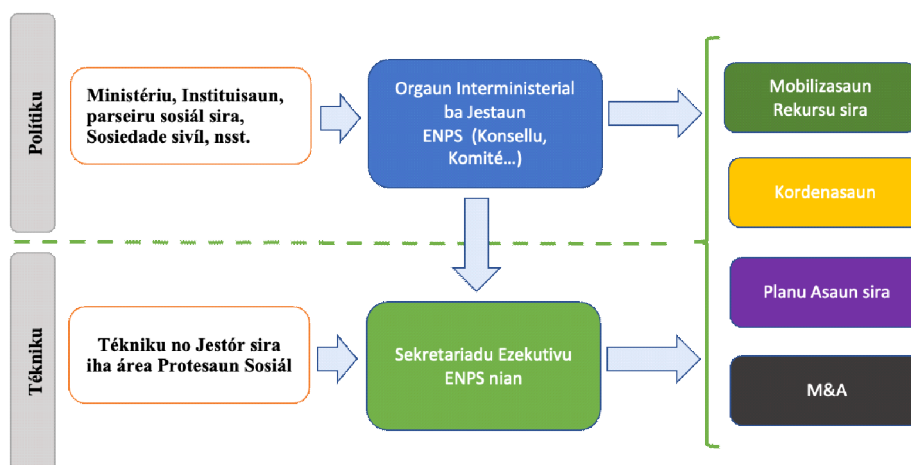 Polítiku
Ministériu, Instituisaun,
parseiru sosiál sira,
Sosiedade sivíl, nsst.
Orgaun Interministerial
ba Jestaun
ENPS (Konsellu,
Komité...)
Mobilizasaun
Rekursu sira
Kordenasaun
Tékniku
Tékniku no Jestór sira
iha área Protesaun Sosiál
Sekretariadu Ezekutivu
ENPS nian
Planu Asaun sira
M&A